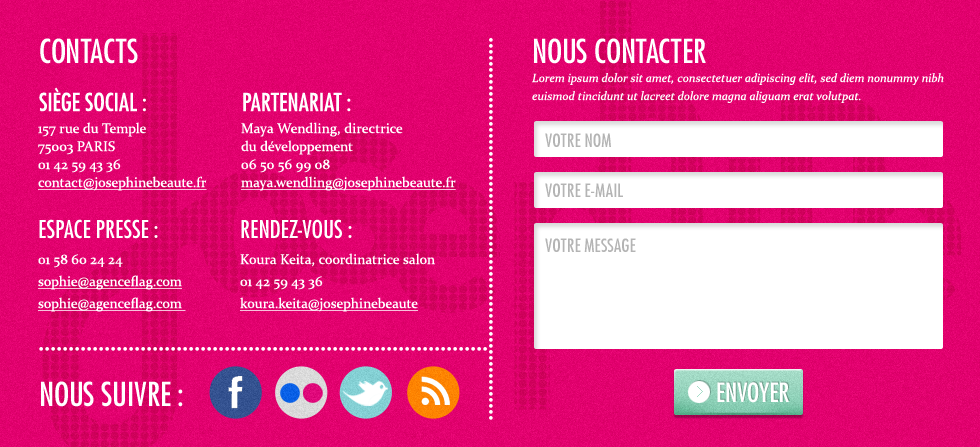 CONTACTS
SIÈGE SOCIAL :
157 rue du Temple
75003 PARIS
01 42 59 43 36
contact@josephinebeaute.fr
PARTENARIAT :
Maya Wendling, directrice
du développement
06 50 56 99 08
maya.wendling@josephinebeaute.fr
ESPACE PRESSE :
01 58 60 24 24
sophie@agenceflag.com
sophie@agenceflag.com
RENDEZ-VOUS :
Koura Keita, coordinatrice salon
01 42 59 43 36
koura.keita@josephinebeaute
NOUS SUIVRE :
f
NOUS CONTACTER
Lorem ipsum dolor sit amet, consectetuer adipiscing elit, sed diem nonummy nibh
euismod tincidunt ut lacreet dolore magna aliguam erat volutpat.
VOTRE NOM
VOTRE E-MAIL
VOTRE MESSAGE
ENVOYER